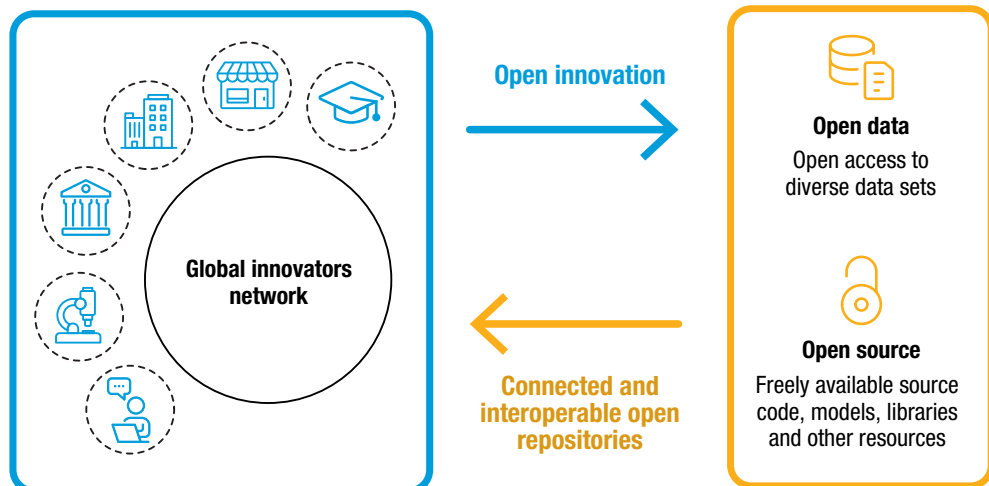 Global innovators
network
Open innovation
Connected and
interoperable open
repositories
Open data
Open access to
diverse data sets
Open source
Freely available source
code, models, libraries
and other resources